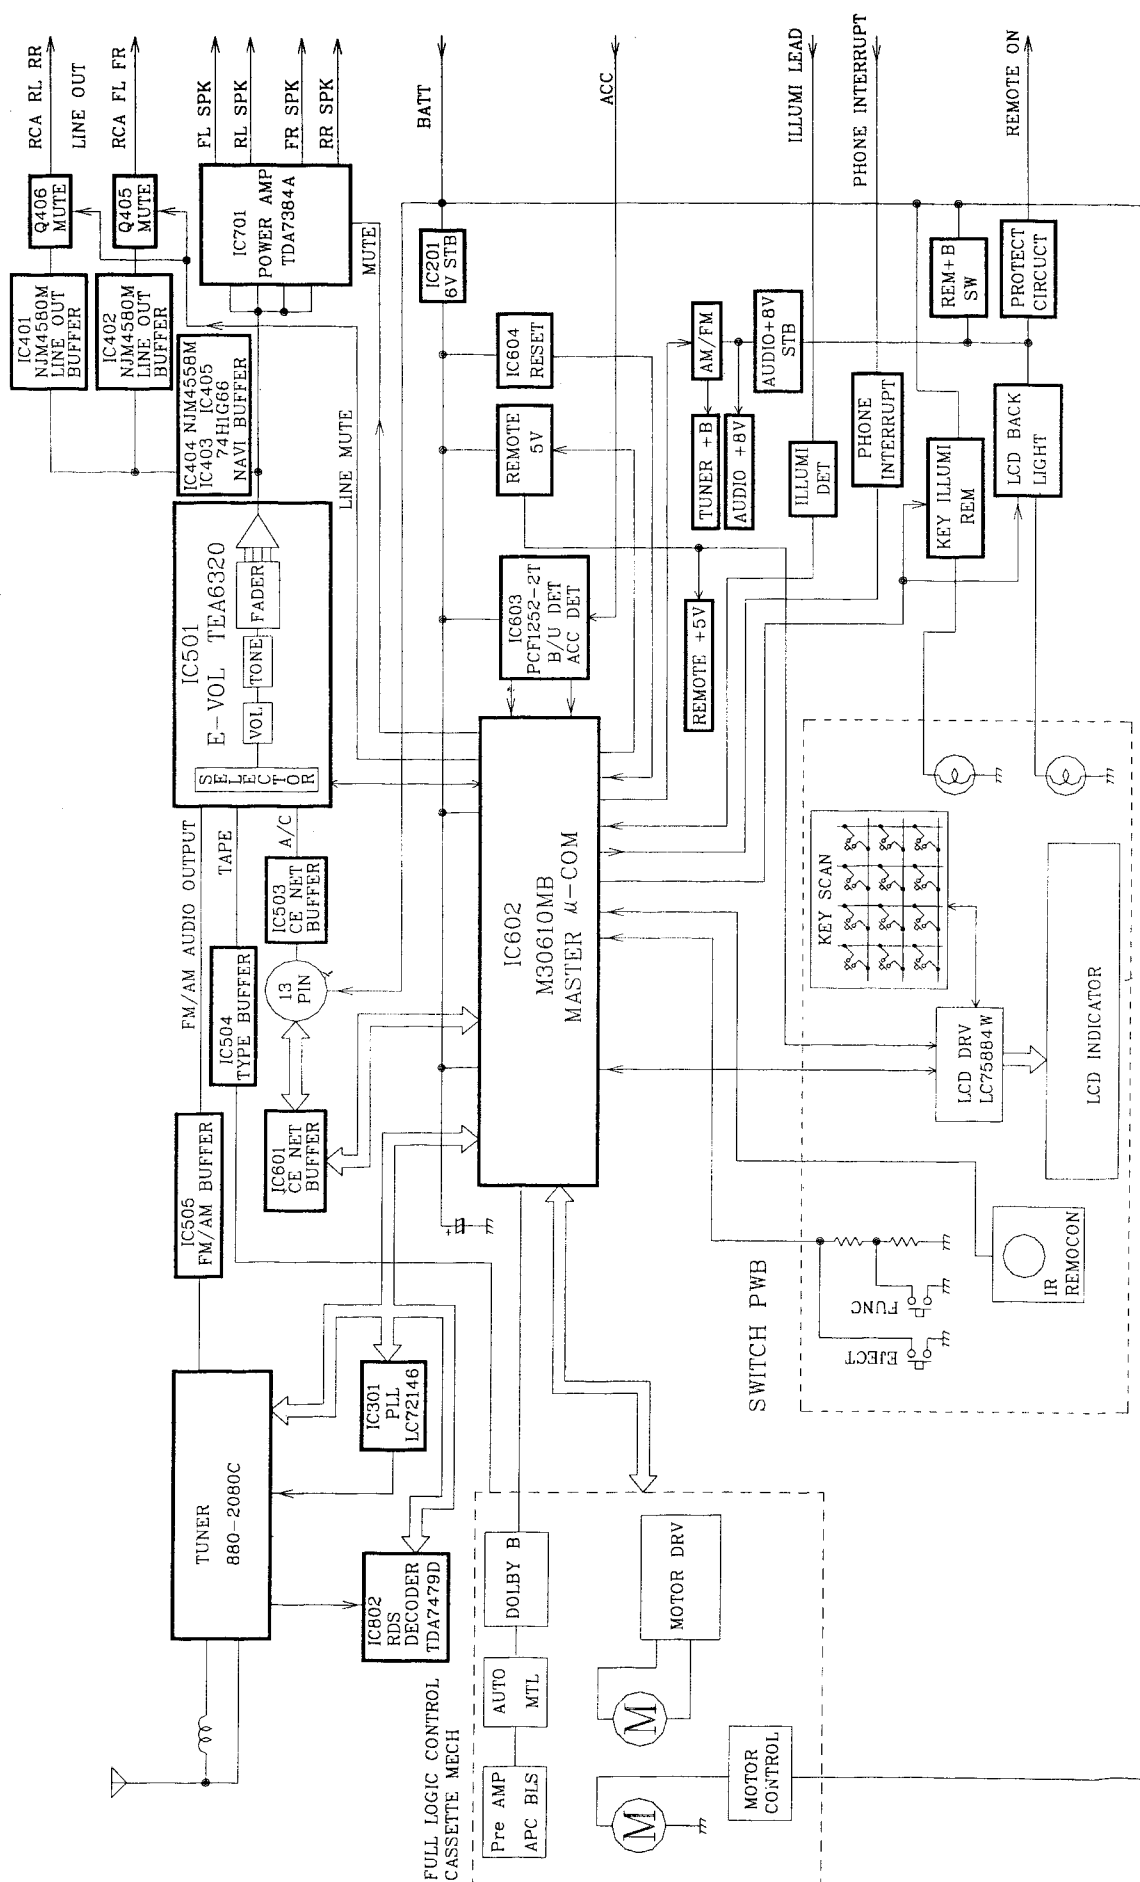 RCA RL RR
LINE OUT
RCA FL FR
FL SPK
RL SPK
FR SPK
RR SPK
BATT
ACC
ILLUMI LEAD
PHONE INTERRUPT
REMOTE ON
Q406
MUTE
Q405
MUTE
IC701
POWER AMP
TDA7384A
MUTE
IC201
6V STB
REM+B
SW
PROTECT
CIRCUCT
IC401
NJM4580M
LINE OUT
BUFFER
IC402
NJM4580M
LINE OUT
BUFFER
IC404 NJM4558M
IC403 IC405
74H1G66
NAVI BUFFER
LINE MUTE
IC604
RESET
REMOTE
5V
AM/FM
AUDIO+8V
STB
TUNER +B
AUDIO +8V
ILLUMI
DET
PHONE
INTERRUPT
KEY ILLUMI
REM
LCD BACK
LIGHT
IC501
E-VOL TEA6320
SELECTOR
VOL
TONE
FADER
IC603
PCF1252-2T
B/U DET
ACC DET
REMOTE +5V
FM/AM AUDIO OUTPUT
TAPE
A/C
IC503
CE NET
BUFFER
13
PIN
IC504
TYPE BUFFER
IC601
CE NET
BUFFER
IC505
FM/AM BUFFER
IC602
M30610MB
MASTER μ-COM
+
KEY SCAN
LCD DRV
LC75884W
LCD INDICATOR
IR
REMOCON
FUNC
EJECT
SWITCH PWB
TUNER
880-2080C
IC301
PLL
LC72146
IC802
RDS
DECODER
TDA7479D
FULL LOGIC CONTROL
CASSETTE MECH
DOLBY B
AUTO
MTL
Pre AMP
APC BLS
MOTOR DRV
M
M
MOTOR
CONTROL